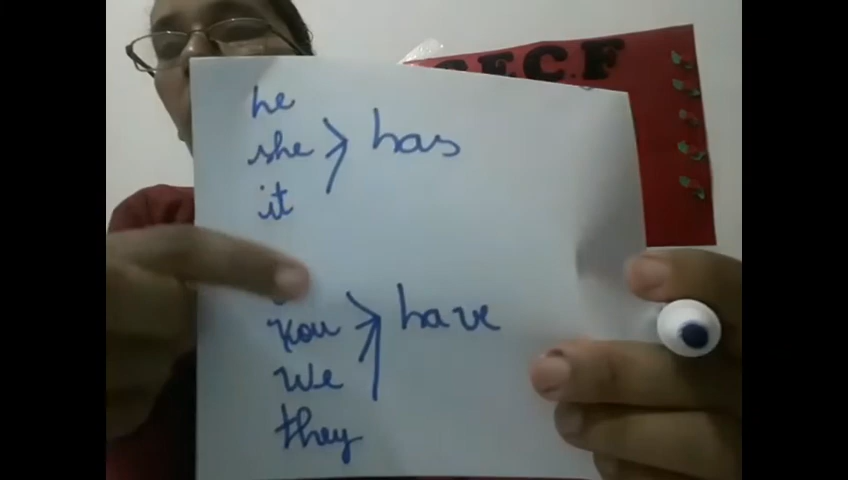 S.E.C.F
he
she > has
it
You > have
We
they